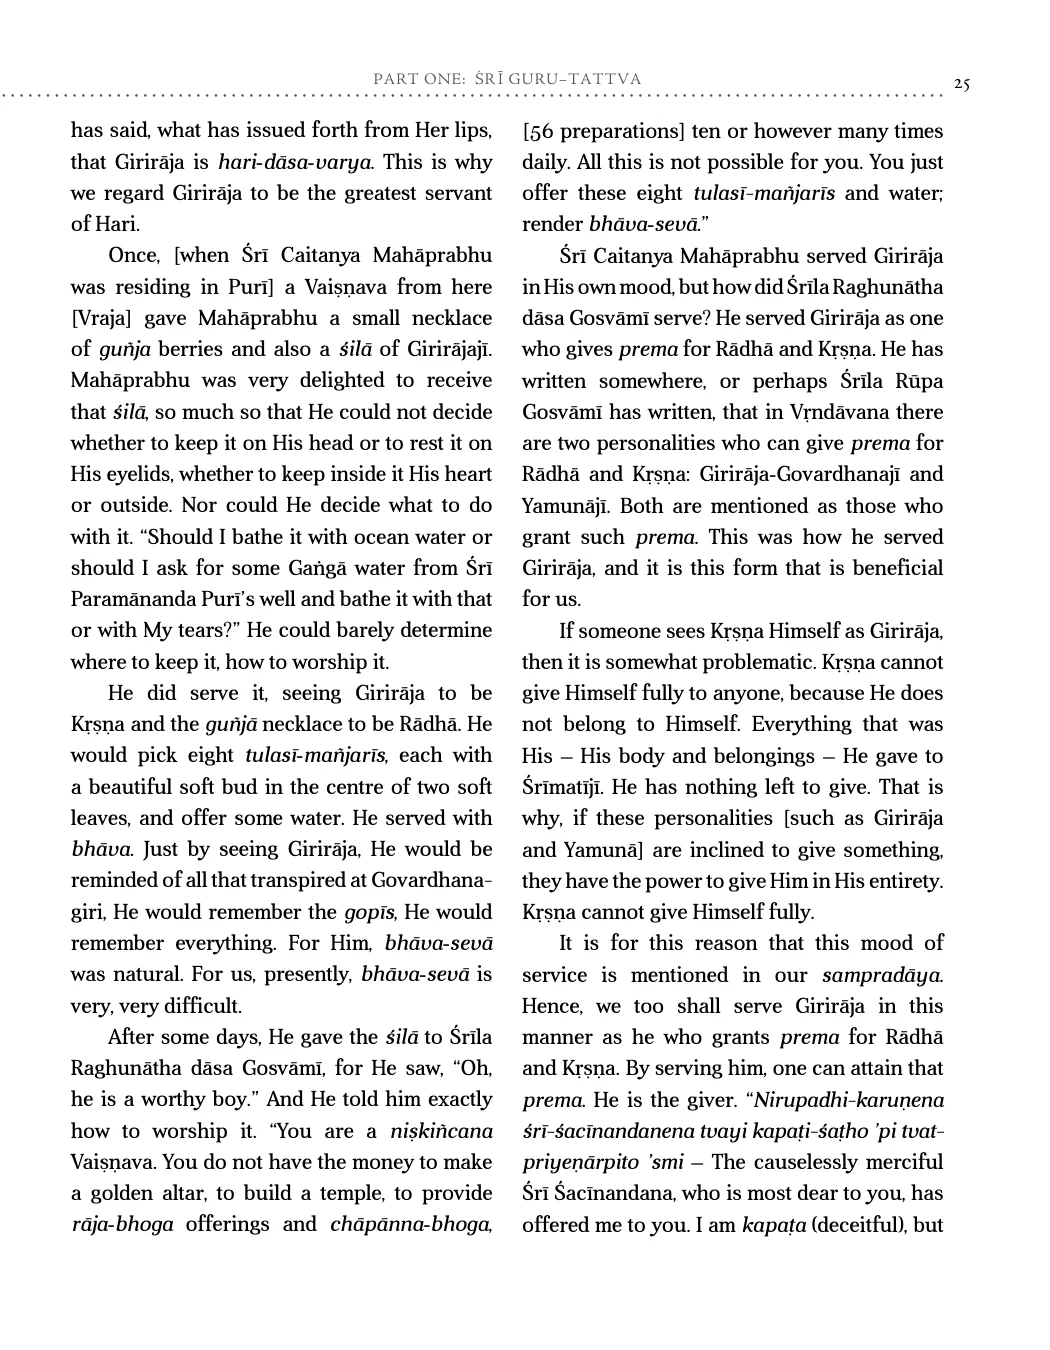 PART ONE: ŚRĪ GURU–TATTVA
25
has said, what has issued forth from Her lips,
that Girirāja is hari-dāsa-varya. This is why
we regard Girirāja to be the greatest servant
of Hari.
Once, [when Śrī Caitanya Mahāprabhu
was residing in Purī] a Vaiṣṇava from here
[Vraja] gave Mahāprabhu a small necklace
of guñja berries and also a śilā of Girirājajī.
Mahāprabhu was very delighted to receive
that śilā, so much so that He could not decide
whether to keep it on His head or to rest it on
His eyelids, whether to keep inside it His heart
or outside. Nor could He decide what to do
with it. “Should I bathe it with ocean water or
should I ask for some Gaṅgā water from Śrī
Paramānanda Purī’s well and bathe it with that
or with My tears?” He could barely determine
where to keep it, how to worship it.
He did serve it, seeing Girirāja to be
Kṛṣṇa and the guñjā necklace to be Rādhā. He
would pick eight tulasī-mañjarīs, each with
a beautiful soft bud in the centre of two soft
leaves, and offer some water. He served with
bhāva. Just by seeing Girirāja, He would be
reminded of all that transpired at Govardhana-
giri, He would remember the gopīs, He would
remember everything. For Him, bhāva-sevā
was natural. For us, presently, bhāva-sevā is
very, very difficult.
After some days, He gave the śilā to Śrīla
Raghunātha dāsa Gosvāmī, for He saw, “Oh,
he is a worthy boy.” And He told him exactly
how to worship it. “You are a niṣkiñcana
Vaiṣṇava. You do not have the money to make
a golden altar, to build a temple, to provide
rāja-bhoga offerings and chāpānna-bhoga,
[56 preparations] ten or however many times
daily. All this is not possible for you. You just
offer these eight tulasī-mañjarīs and water;
render bhāva-sevā.”
Śrī Caitanya Mahāprabhu served Girirāja
in His own mood, but how did Śrīla Raghunātha
dāsa Gosvāmī serve? He served Girirāja as one
who gives prema for Rādhā and Kṛṣṇa. He has
written somewhere, or perhaps Śrīla Rūpa
Gosvāmī has written, that in Vṛndāvana there
are two personalities who can give prema for
Rādhā and Kṛṣṇa: Girirāja-Govardhanajī and
Yamunājī. Both are mentioned as those who
grant such prema. This was how he served
Girirāja, and it is this form that is beneficial
for us.
If someone sees Kṛṣṇa Himself as Girirāja,
then it is somewhat problematic. Kṛṣṇa cannot
give Himself fully to anyone, because He does
not belong to Himself. Everything that was
His – His body and belongings – He gave to
Śrīmatījī. He has nothing left to give. That is
why, if these personalities [such as Girirāja
and Yamunā] are inclined to give something,
they have the power to give Him in His entirety.
Kṛṣṇa cannot give Himself fully.
It is for this reason that this mood of
service is mentioned in our sampradāya.
Hence, we too shall serve Girirāja in this
manner as he who grants prema for Rādhā
and Kṛṣṇa. By serving him, one can attain that
prema. He is the giver. “Nirupadhi-karuṇena
śrī-śacīnandanena tvayi kapaṭi-śaṭho ’pi tvat-
priyeṇārpito ’smi – The causelessly merciful
Śrī Śacīnandana, who is most dear to you, has
offered me to you. I am kapaṭa (deceitful), but